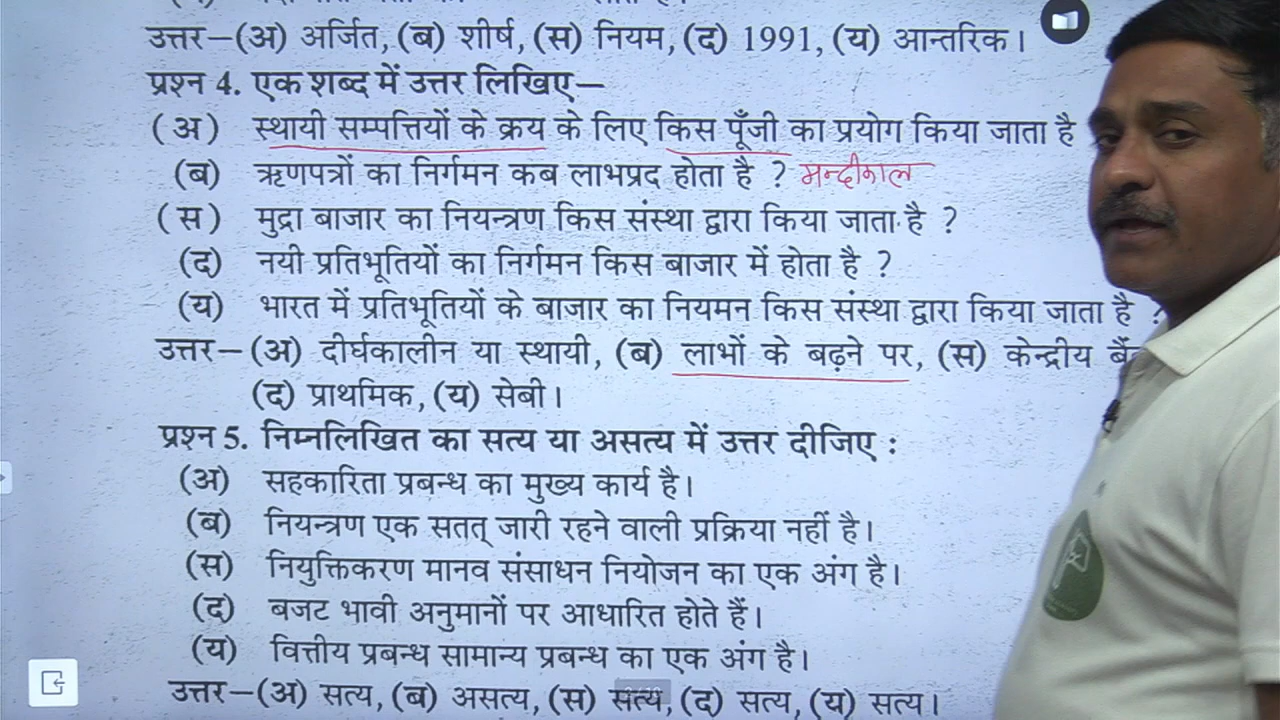 उत्तर–(अ) अर्जित, (ब) शीर्ष, (स) नियम, (द) 1991, (य) आन्तरिक।
प्रश्न 4. एक शब्द में उत्तर लिखिए–
(अ) स्थायी सम्पत्तियों के क्रय के लिए किस पूँजी का प्रयोग किया जाता है
(ब) ऋणपत्रों का निर्गमन कब लाभप्रद होता है ? मन्दीकाल
(स) मुद्रा बाजार का नियन्त्रण किस संस्था द्वारा किया जाता है ?
(द) नयी प्रतिभूतियों का निर्गमन किस बाजार में होता है ?
(य) भारत में प्रतिभूतियों के बाजार का नियमन किस संस्था द्वारा किया जाता है ?
उत्तर–(अ) दीर्घकालीन या स्थायी, (ब) लाभों के बढ़ने पर, (स) केन्द्रीय
(द) प्राथमिक, (य) सेबी।
प्रश्न 5. निम्नलिखित का सत्य या असत्य में उत्तर दीजिए :
(अ) सहकारिता प्रबन्ध का मुख्य कार्य है।
(ब) नियन्त्रण एक सतत् जारी रहने वाली प्रक्रिया नहीं है।
(स) नियुक्तिकरण मानव संसाधन नियोजन का एक अंग है।
(द) बजट भावी अनुमानों पर आधारित होते हैं।
(य) वित्तीय प्रबन्ध सामान्य प्रबन्ध का एक अंग है।
उत्तर–(अ) सत्य, (ब) असत्य, (स) सत्य, (द) सत्य, (य) सत्य।